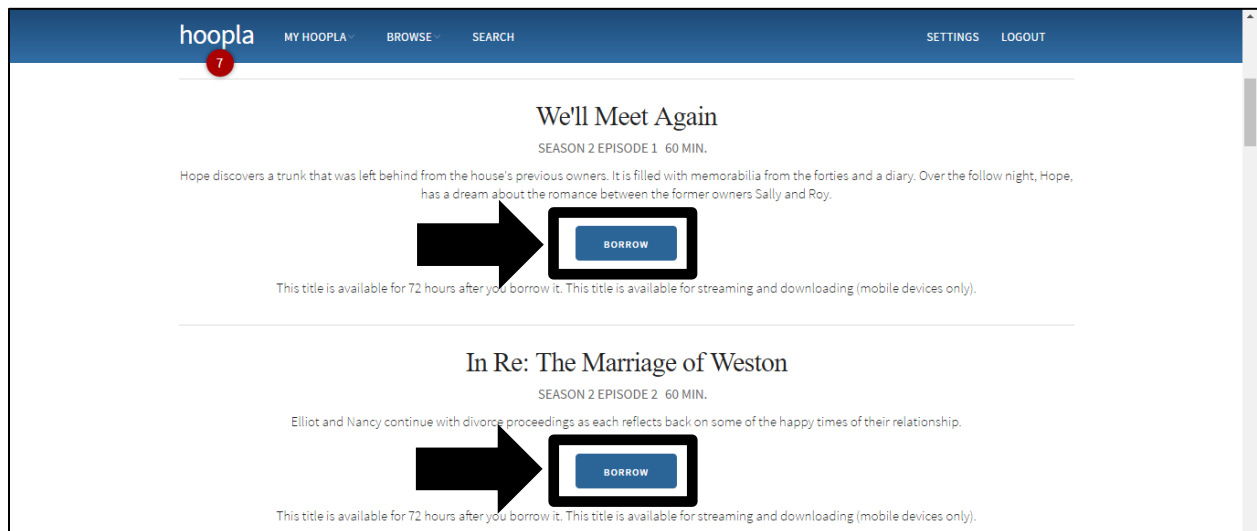 hoopla MY HOOPLA BROWSE SEARCH SETTINGS LOGOUT
7
We'll Meet Again
SEASON 2 EPISODE 1 60 MIN.
Hope discovers a trunk that was left behind from the house's previous owners. It is filled with memorabilia from the forties and a diary. Over the follow night, Hope,
has a dream about the romance between the former owners Sally and Roy.
BORROW
This title is available for 72 hours after you borrow it. This title is available for streaming and downloading (mobile devices only).
In Re: The Marriage of Weston
SEASON 2 EPISODE 2 60 MIN.
Elliot and Nancy continue with divorce proceedings as each reflects back on some of the happy times of their relationship.
BORROW
This title is available for 72 hours after you borrow it. This title is available for streaming and downloading (mobile devices only).